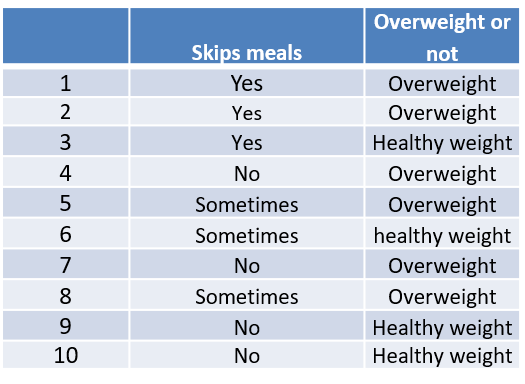 Skips meals Overweight or not
1 Yes Overweight
2 Yes Overweight
3 Yes Healthy weight
4 No Overweight
5 Sometimes Overweight
6 Sometimes healthy weight
7 No Overweight
8 Sometimes Overweight
9 No Healthy weight
10 No Healthy weight